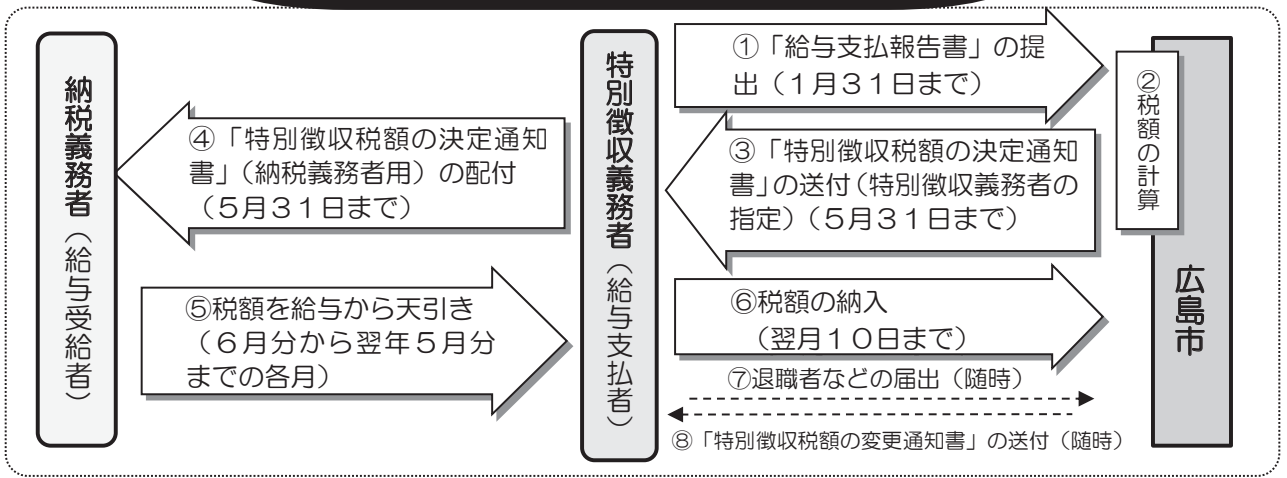 納税義務者（給与受給者）
特別徴収義務者（給与支払者）
広島市
①「給与支払報告書」の提
出（１月３１日まで）
②税額の計算
③「特別徴収税額の決定通知
書」の送付（特別徴収義務者の
指定）（５月３１日まで）
④「特別徴収税額の決定通知
書」（納税義務者用）の配付
（５月３１日まで）
⑤税額を給与から天引き
（６月分から翌年５月分
までの各月）
⑥税額の納入
（翌月１０日まで）
⑦退職者などの届出（随時）
⑧「特別徴収税額の変更通知書」の送付（随時）